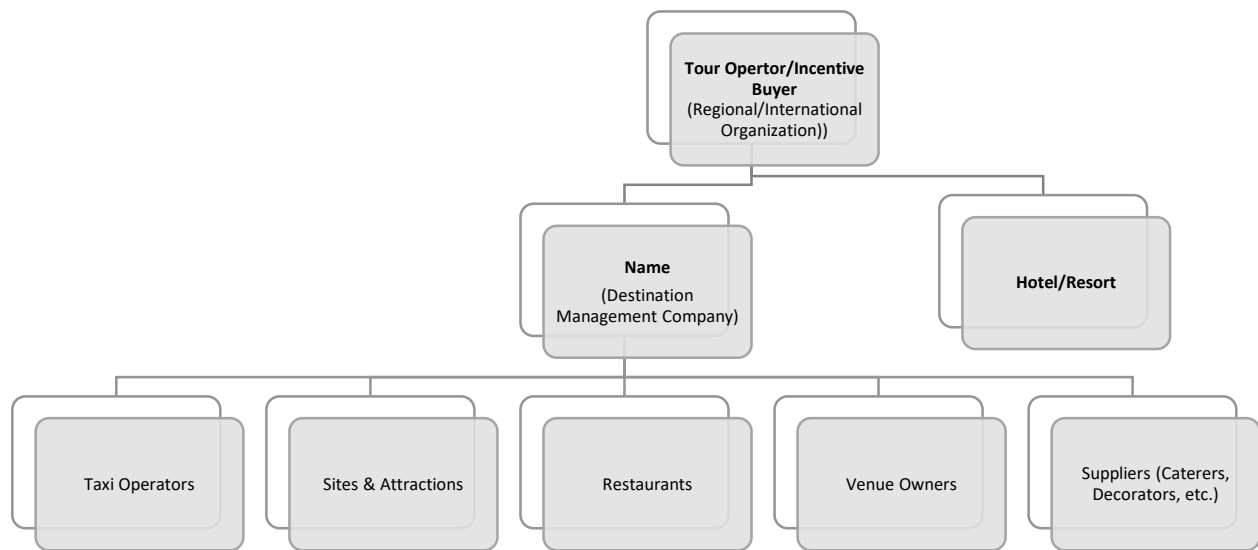 Tour Opertor/Incentive
Buyer
(Regional/International
Organization))
Name
(Destination
Management Company)
Hotel/Resort
Taxi Operators
Sites & Attractions
Restaurants
Venue Owners
Suppliers (Caterers,
Decorators, etc.)